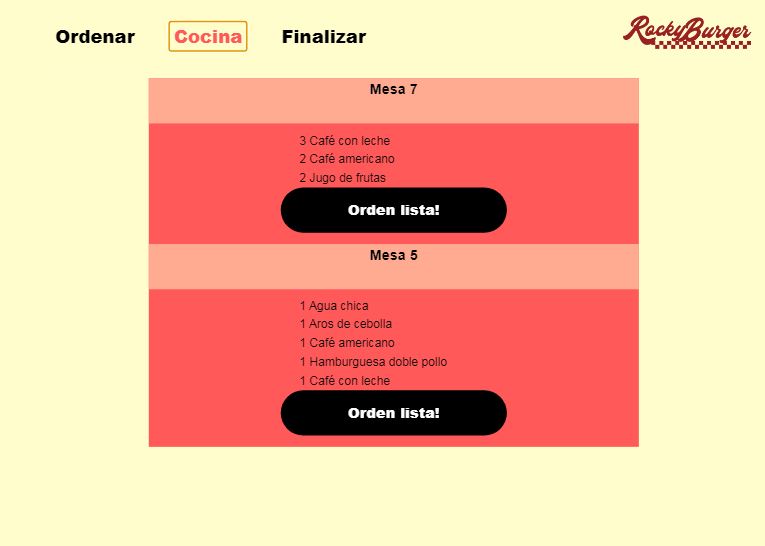 Ordenar Cocina Finalizar RockyBurger
Mesa 7
3 Café con leche
2 Café americano
2 Jugo de frutas
Orden lista!
Mesa 5
1 Agua chica
1 Aros de cebolla
1 Café americano
1 Hamburguesa doble pollo
1 Café con leche
Orden lista!